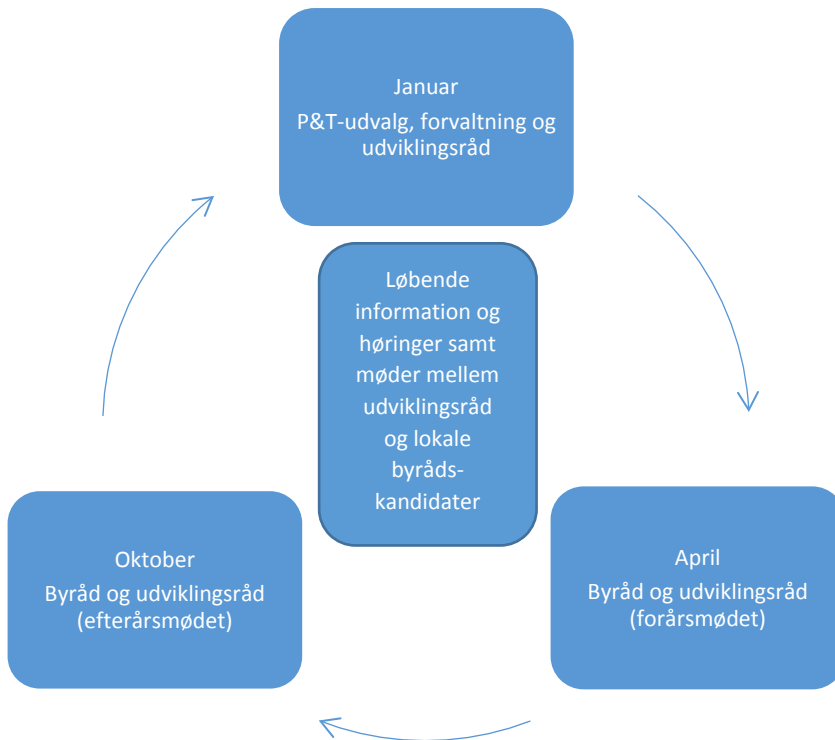 Januar
P&T-udvalg, forvaltning og
udviklingsråd
Løbende
information og
høringer samt
møder mellem
udviklingsråd
og lokale
byråds-
kandidater
Oktober
Byråd og udviklingsråd
(efterårsmødet)
April
Byråd og udviklingsråd
(forårsmødet)